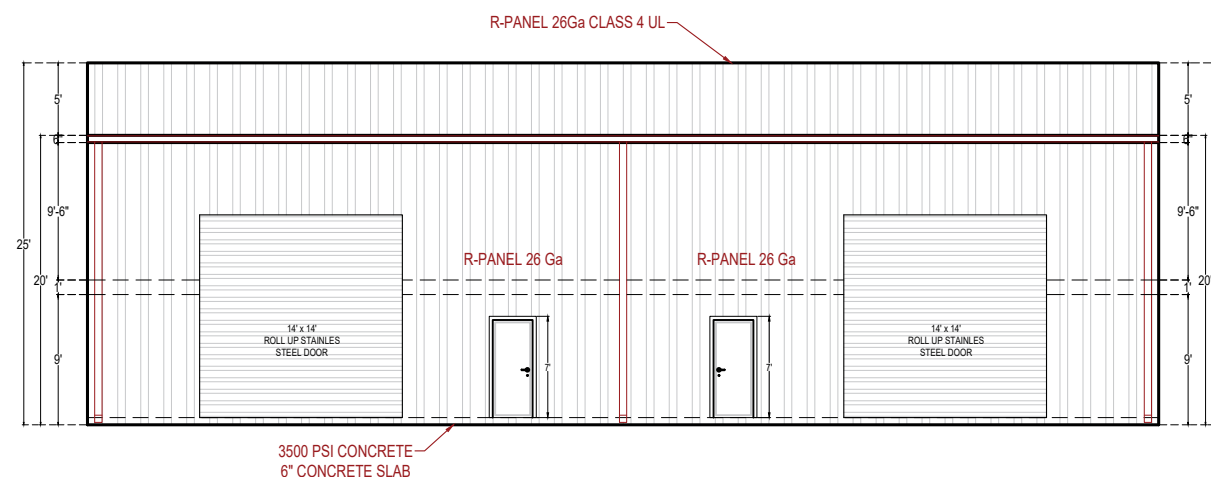 R-PANEL 26Ga CLASS 4 UL
5'
5'
6"
6"
9'-6"
9'-6"
25'
R-PANEL 26 Ga
R-PANEL 26 Ga
20'
1'
1'
20'
14' x 14'
ROLL UP STAINLES
STEEL DOOR
14' x 14'
ROLL UP STAINLES
STEEL DOOR
9'
7'
7'
9'
3500 PSI CONCRETE
6" CONCRETE SLAB